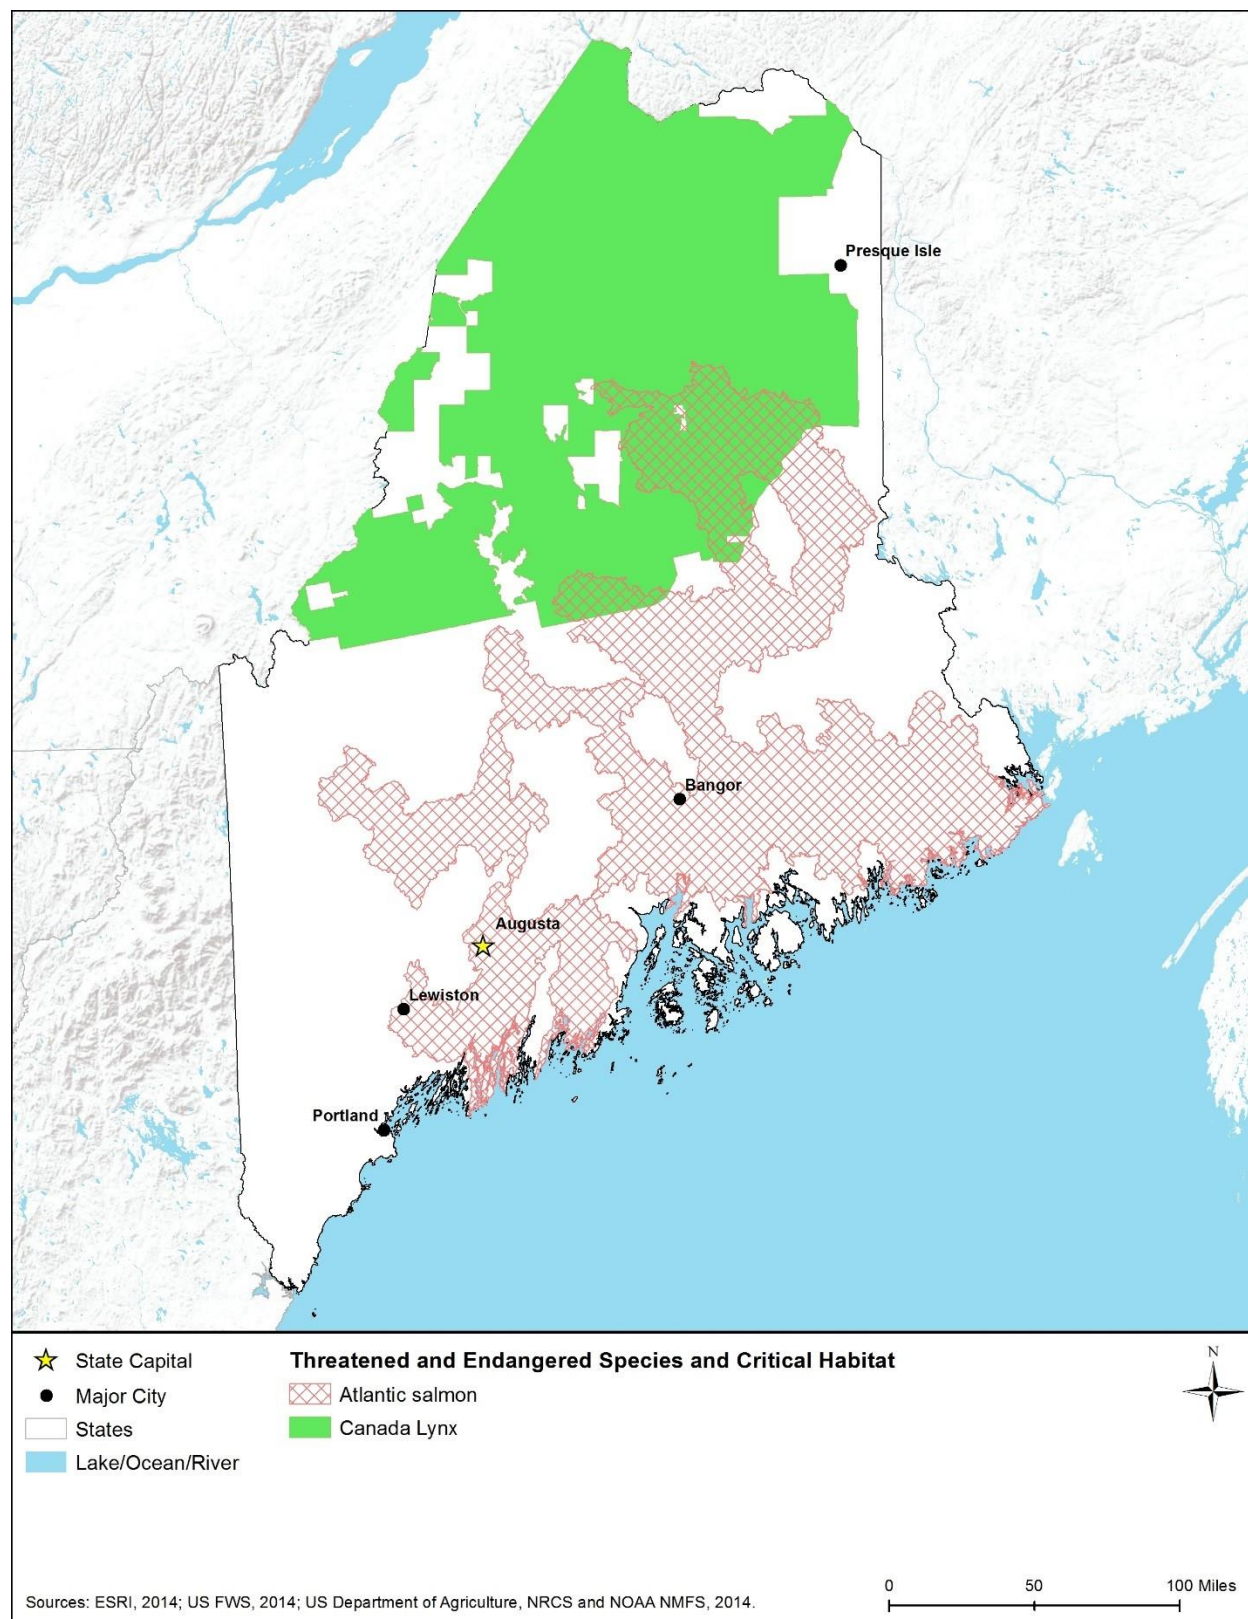 Presque Isle
Bangor
Augusta
Lewiston
Portland
State Capital
Major City
States
Lake/Ocean/River
Threatened and Endangered Species and Critical Habitat
Atlantic salmon
Canada Lynx
N
0 50 100 Miles
Sources: ESRI, 2014; US FWS, 2014; US Department of Agriculture, NRCS and NOAA NMFS, 2014.